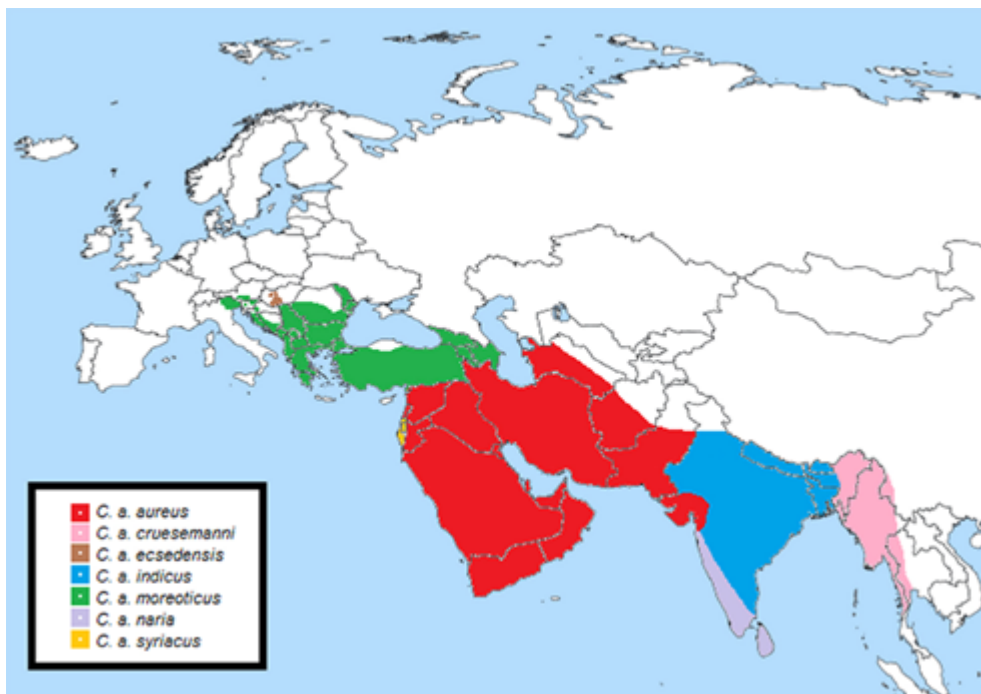 C. a. aureus
C. a. cruesemanni
C. a. ecsedensis
C. a. indicus
C. a. moreoticus
C. a. naria
C. a. syriacus